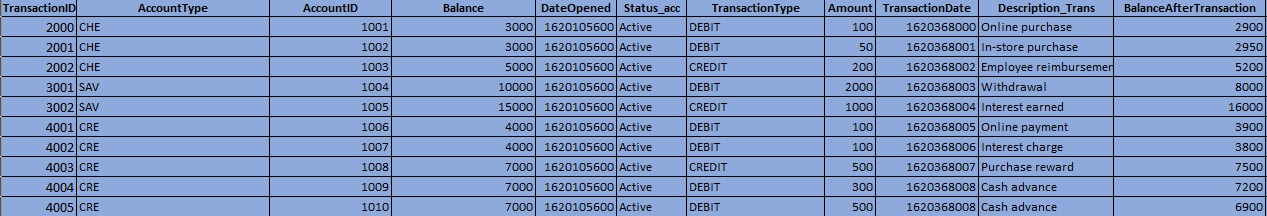 TransactionID AccountType AccountID Balance DateOpened Status_acc TransactionType Amount TransactionDate Description_Trans BalanceAfterTransaction
2000 CHE 1001 3000 1620105600 Active DEBIT 100 1620368000 Online purchase 2900
2001 CHE 1002 3000 1620105600 Active DEBIT 50 1620368001 In-store purchase 2950
2002 CHE 1003 5000 1620105600 Active CREDIT 200 1620368002 Employee reimbursemen 5200
3001 SAV 1004 10000 1620105600 Active DEBIT 2000 1620368003 Withdrawal 8000
3002 SAV 1005 15000 1620105600 Active CREDIT 1000 1620368004 Interest earned 16000
4001 CRE 1006 4000 1620105600 Active DEBIT 100 1620368005 Online payment 3900
4002 CRE 1007 4000 1620105600 Active DEBIT 100 1620368006 Interest charge 3800
4003 CRE 1008 7000 1620105600 Active CREDIT 500 1620368007 Purchase reward 7500
4004 CRE 1009 7000 1620105600 Active DEBIT 300 1620368008 Cash advance 7200
4005 CRE 1010 7000 1620105600 Active DEBIT 500 1620368008 Cash advance 6900